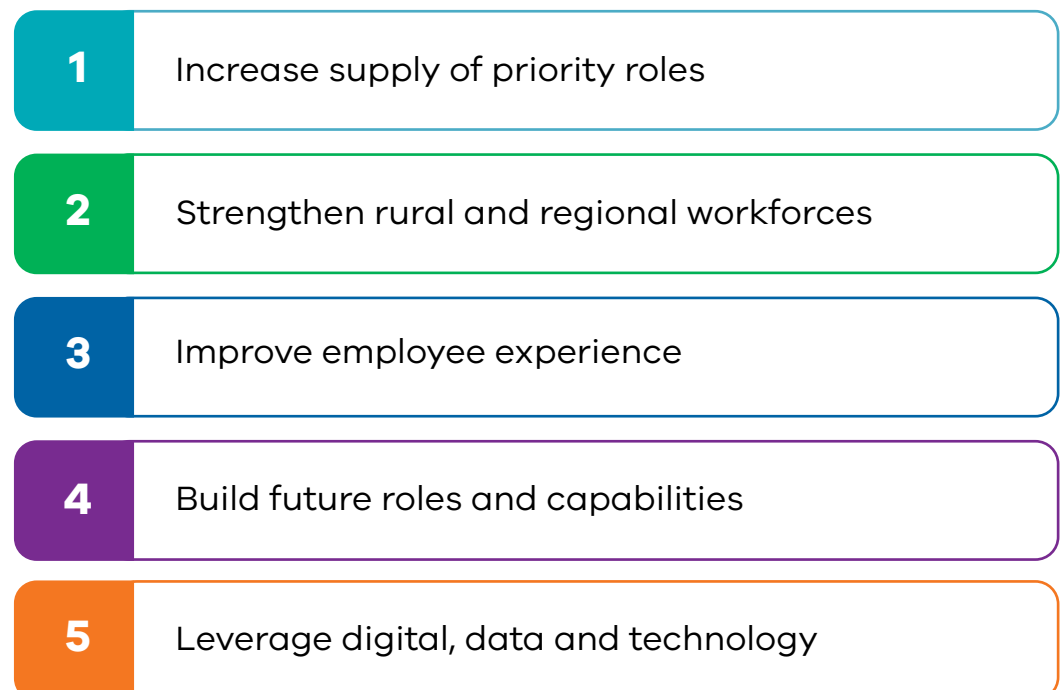 1 Increase supply of priority roles
2 Strengthen rural and regional workforces
3 Improve employee experience
4 Build future roles and capabilities
5 Leverage digital, data and technology